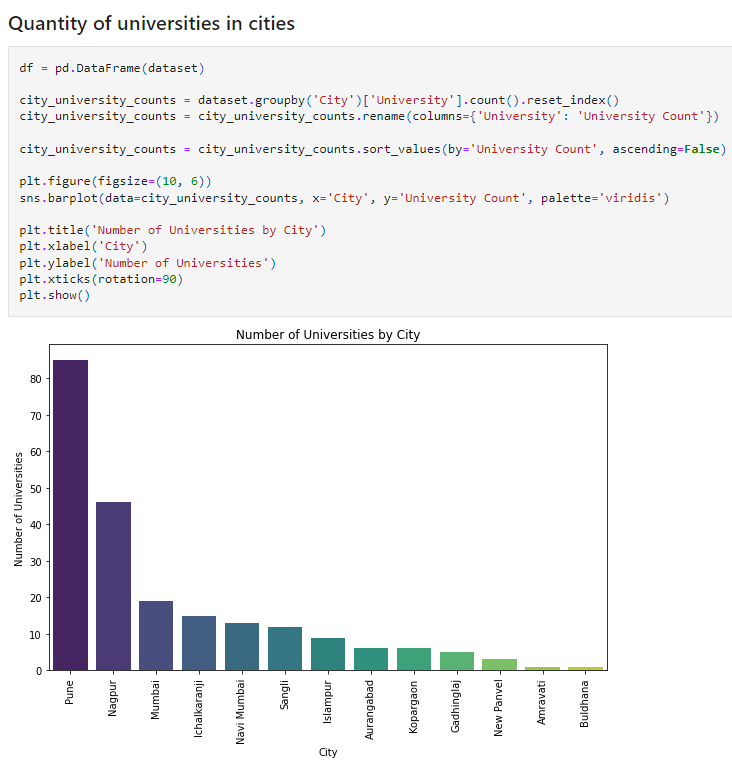 Quantity of universities in cities
df = pd.DataFrame(dataset)
city_university_counts = dataset.groupby('City')['University'].count().reset_index()
city_university_counts = city_university_counts.rename(columns={'University': 'University Count'})
city_university_counts = city_university_counts.sort_values(by='University Count', ascending=False)
plt.figure(figsize=(10, 6))
sns.barplot(data=city_university_counts, x='City', y='University Count', palette='viridis')
plt.title('Number of Universities by City')
plt.xlabel('City')
plt.ylabel('Number of Universities')
plt.xticks(rotation=90)
plt.show()
Number of Universities by City
Number of Universities
80
70
60
50
40
30
20
10
0
Pune
Nagpur
Mumbai
Ichalkaranji
Navi Mumbai
Sangli
Islampur
Aurangabad
Kopargaon
Gadhinglaj
New Panvel
Amravati
Buldhana
City